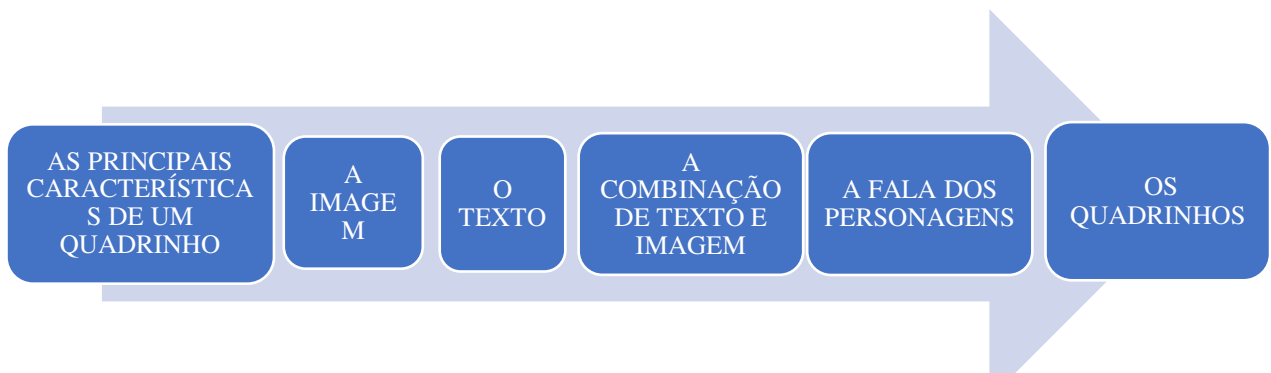 AS PRINCIPAIS
CARACTERÍSTICA
S DE UM
QUADRINHO
A
IMAGE
M
O
TEXTO
A
COMBINAÇÃO
DE TEXTO E
IMAGEM
A FALA DOS
PERSONAGENS
OS
QUADRINHOS